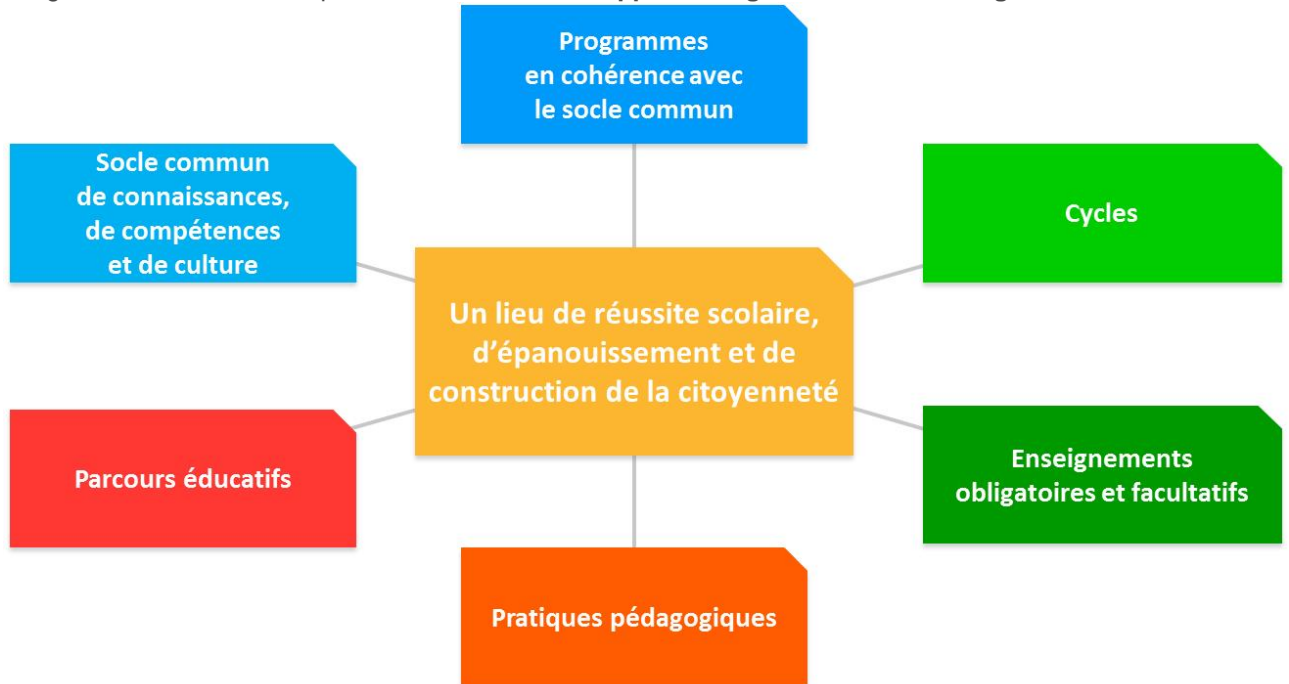 Programmes
en cohérence avec
le socle commun
Socle commun
de connaissances,
de compétences
et de culture
Cycles
Un lieu de réussite scolaire,
d’épanouissement et de
construction de la citoyenneté
Parcours éducatifs
Enseignements
obligatoires et facultatifs
Pratiques pédagogiques